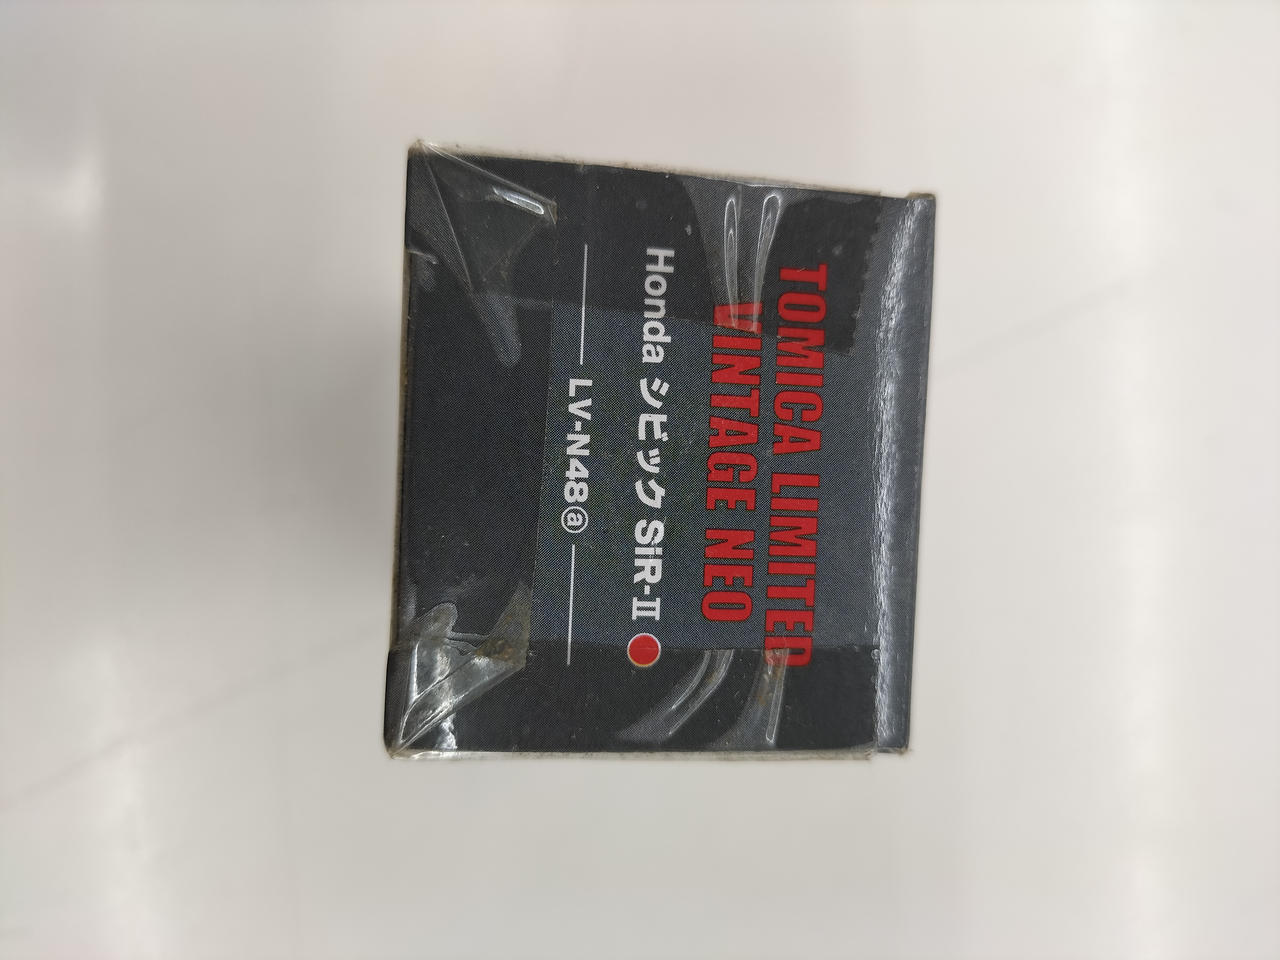 TOMICA LIMITED
VINTAGE NEO
Honda シビック SiR-Ⅱ
LV-N48ⓐ